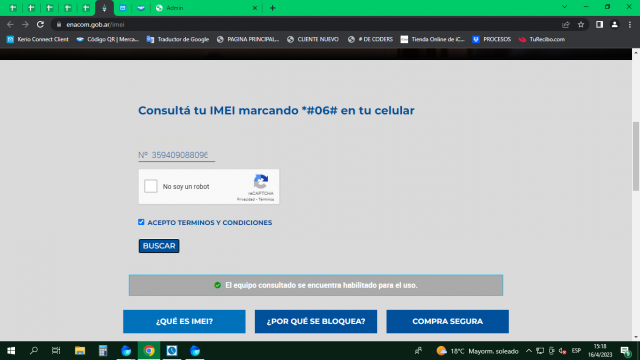 Admin
enacom.gob.ar/imei
Kerio Connect Client
Código QR | Merca...
Traductor de Google
PAGINA PRINCIPAL...
CLIENTE NUEVO
# DE CODERS
Tienda Online de iC...
PROCESOS
TuRecibo.com
Consultá tu IMEI marcando *#06# en tu celular
Nº 35940908809
No soy un robot
reCAPTCHA
Privacidad - Términos
ACEPTO TERMINOS Y CONDICIONES
BUSCAR
El equipo consultado se encuentra habilitado para el uso.
¿QUÉ ES IMEI?
¿POR QUÉ SE BLOQUEA?
COMPRA SEGURA
18°C Mayorm. soleado
ESP
15:18
16/4/2023